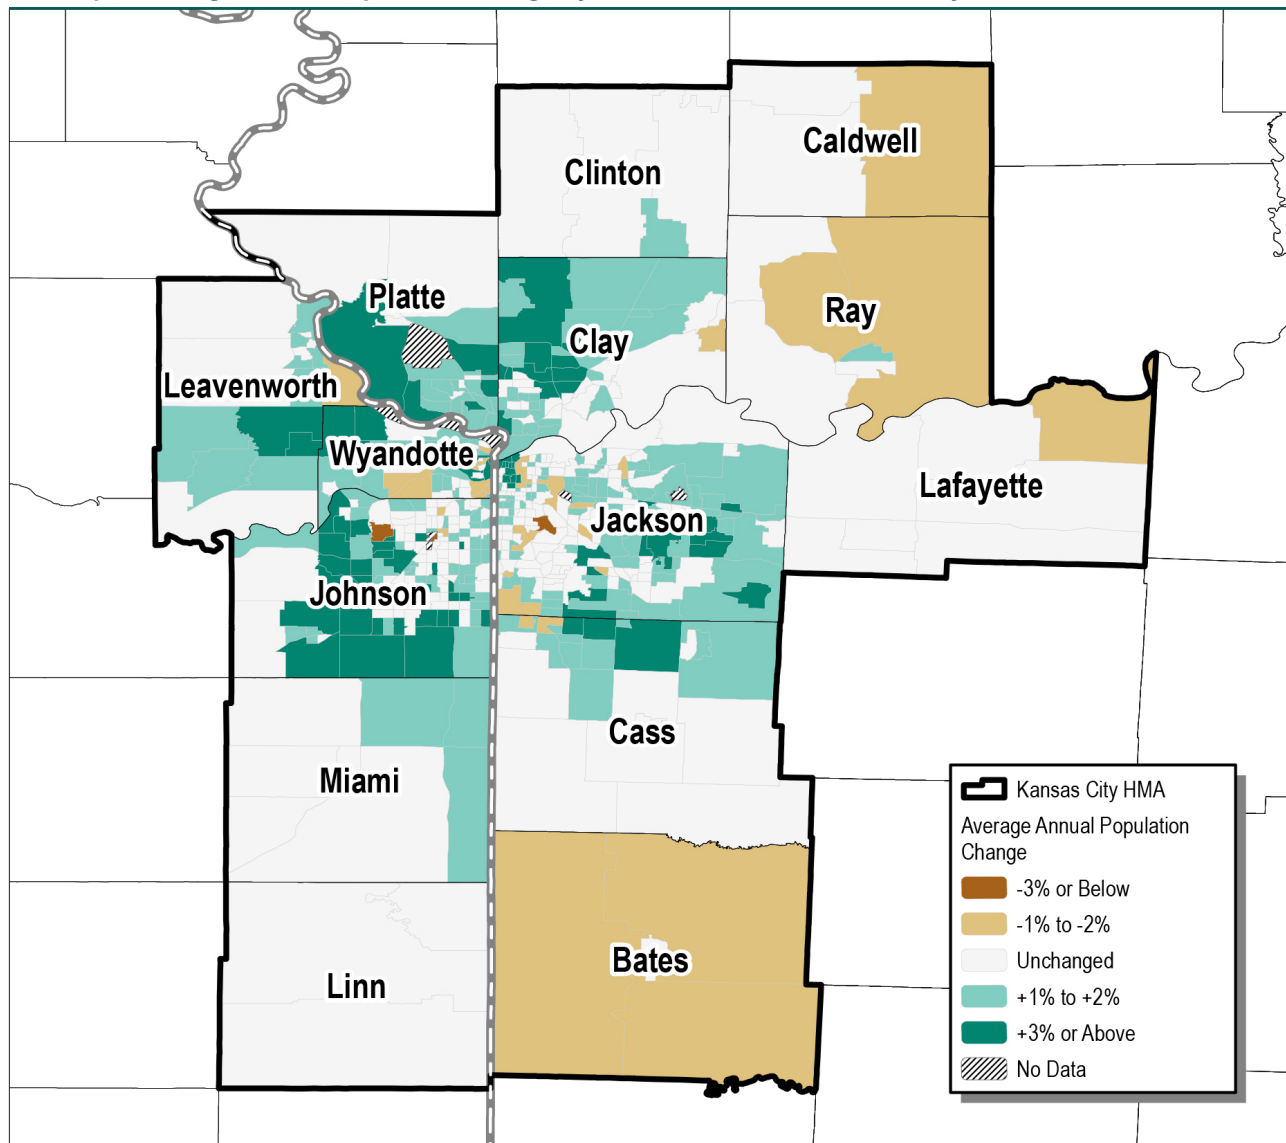 Caldwell
Clinton
Platte
Ray
Clay
Leavenworth
Wyandotte
Lafayette
Jackson
Johnson
Cass
Miami
Bates
Linn
Kansas City HMA
Average Annual Population
Change
-3% or Below
-1% to -2%
Unchanged
+1% to +2%
+3% or Above
No Data